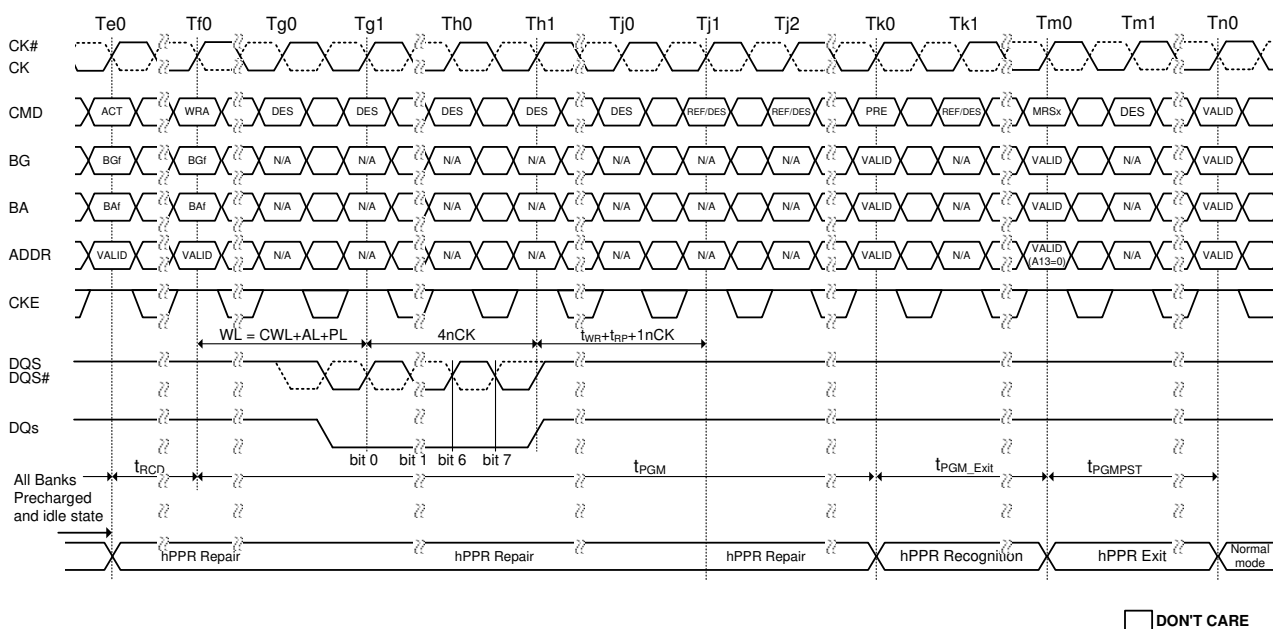 Te0 Tf0 Tg0 Tg1 Th0 Th1 Tj0 Tj1 Tj2 Tk0 Tk1 Tm0 Tm1 Tn0
CK#
CK
CMD ACT WRA DES DES DES DES DES REF/DES REF/DES PRE REF/DES MRSx DES VALID
BG BGf BGf N/A N/A N/A N/A N/A N/A N/A VALID N/A VALID N/A VALID
BA BAf BAf N/A N/A N/A N/A N/A N/A N/A VALID N/A VALID N/A VALID
ADDR VALID VALID N/A N/A N/A N/A N/A N/A N/A VALID N/A VALID (A13=0) N/A VALID
CKE
WL = CWL+AL+PL 4nCK tWR+tRP+1nCK
DQS
DQS#
DQs
bit 0 bit 1 bit 6 bit 7
tRCD tPGM tPGM_Exit tPGMPST
All Banks
Precharged
and idle state
hPPR Repair hPPR Repair hPPR Repair hPPR Recognition hPPR Exit Normal mode
DON'T CARE